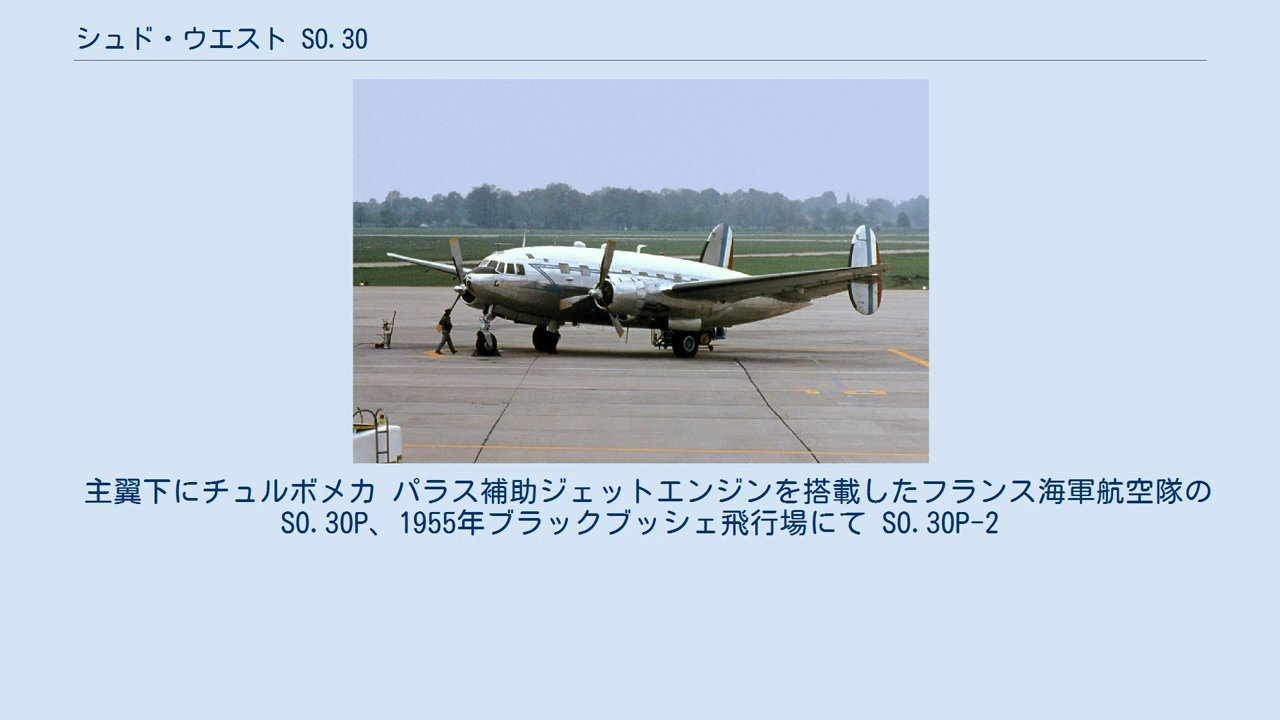 シュド・ウエスト SO.30
主翼下にチュルボメカ パラス補助ジェットエンジンを搭載したフランス海軍航空隊の
SO.30P、1955年ブラックブッシェ飛行場にて SO.30P-2